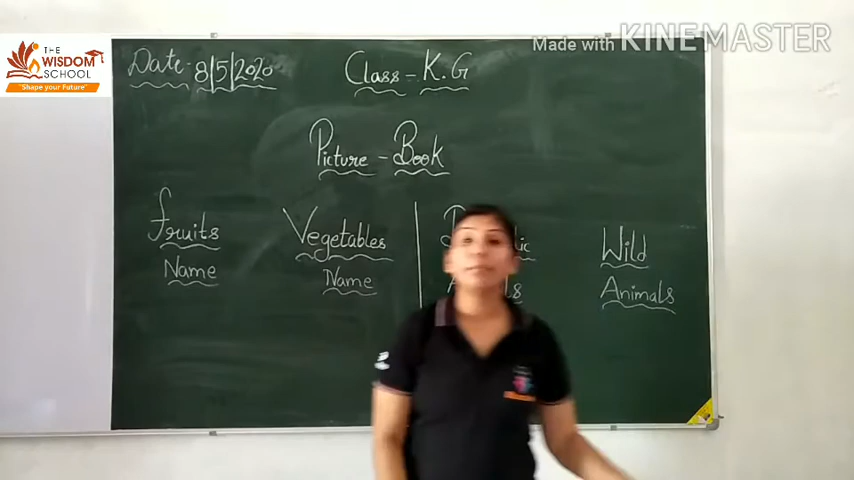 Made with KINEMASTER
THE
WISDOM
SCHOOL
"Shape your Future"
Date- 8/5/2020
Class - K.G
Picture - Book
Fruits
Name
Vegetables
Name
Wild
Animals